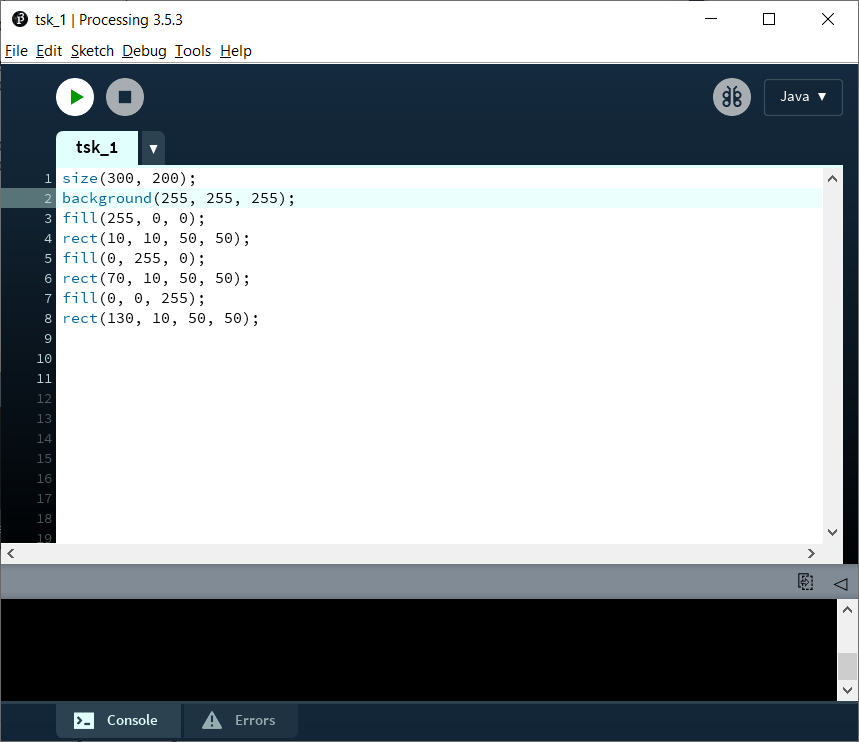 tsk_1 | Processing 3.5.3
File Edit Sketch Debug Tools Help
Java ▼
tsk_1 ▼
1 size(300, 200);
2 background(255, 255, 255);
3 fill(255, 0, 0);
4 rect(10, 10, 50, 50);
5 fill(0, 255, 0);
6 rect(70, 10, 50, 50);
7 fill(0, 0, 255);
8 rect(130, 10, 50, 50);
9
10
11
12
13
14
15
16
17
18
19
Console Errors